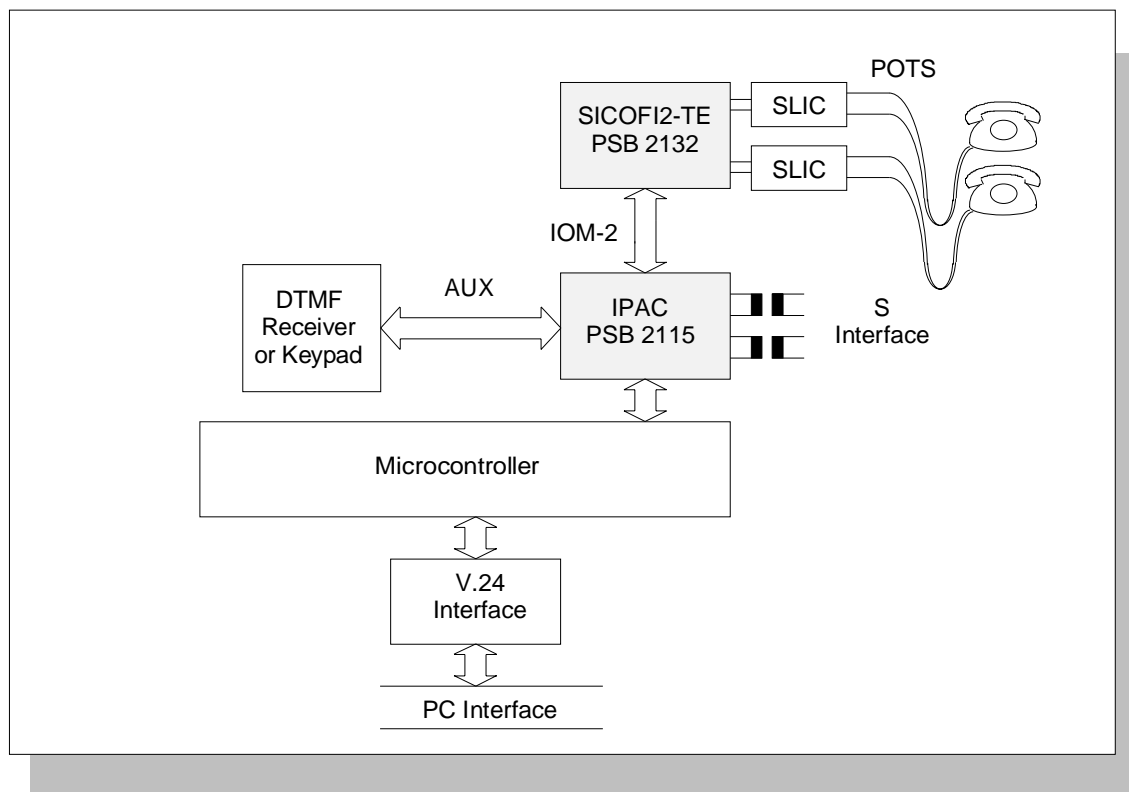 POTS
SICOFI2-TE
PSB 2132
SLIC
SLIC
IOM-2
DTMF
Receiver
or Keypad
AUX
IPAC
PSB 2115
S
Interface
Microcontroller
V.24
Interface
PC Interface